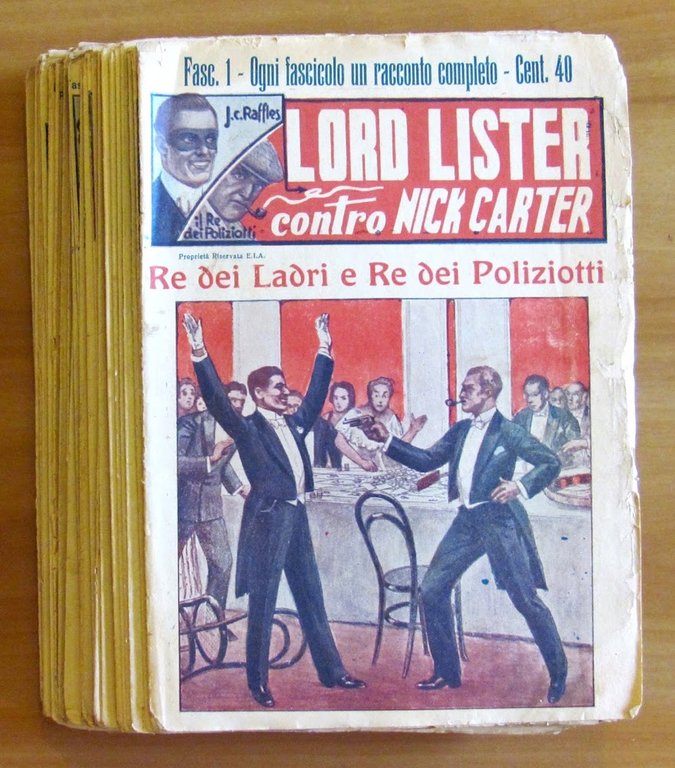 Fasc. 1 - Ogni fascicolo un racconto completo - Cent. 40
J.C. Raffles
LORD LISTER
e
contro NICK CARTER
il Re
dei Poliziotti
Proprietà Riservata E.I.A.
Re dei Ladri e Re dei Poliziotti